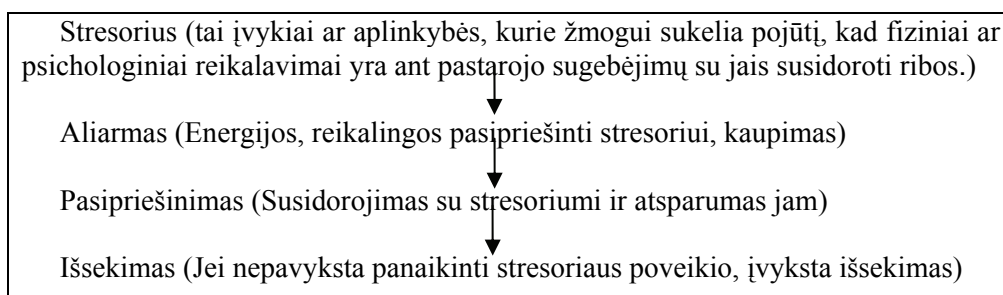 Stresorius (tai įvykiai ar aplinkybės, kurie žmogui sukelia pojūtį, kad fiziniai ar
psichologiniai reikalavimai yra ant pastarojo sugebėjimų su jais susidoroti ribos.)
Aliarmas (Energijos, reikalingos pasipriešinti stresoriui, kaupimas)
Pasipriešinimas (Susidorojimas su stresoriumi ir atsparumas jam)
Išsekimas (Jei nepavyksta panaikinti stresoriaus poveikio, įvyksta išsekimas)